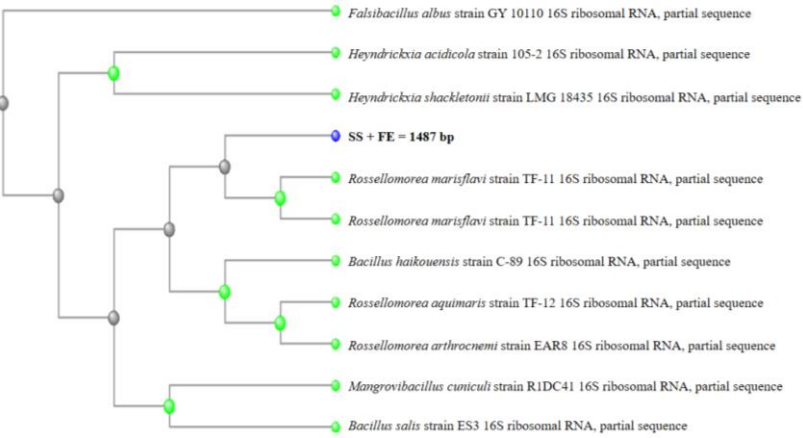 Falsibacillus albus strain GY 10110 16S ribosomal RNA, partial sequence
Heyndrickxia acidicola strain 105-2 16S ribosomal RNA, partial sequence
Heyndrickxia shackletonii strain LMG 18435 16S ribosomal RNA, partial sequence
SS + FE = 1487 bp
Rossellomorea marisflavi strain TF-11 16S ribosomal RNA, partial sequence
Rossellomorea marisflavi strain TF-11 16S ribosomal RNA, partial sequence
Bacillus haikouensis strain C-89 16S ribosomal RNA, partial sequence
Rossellomorea aquimaris strain TF-12 16S ribosomal RNA, partial sequence
Rossellomorea arthrocnemi strain EAR8 16S ribosomal RNA, partial sequence
Mangrovibacillus cuniculi strain R1DC41 16S ribosomal RNA, partial sequence
Bacillus salis strain ES3 16S ribosomal RNA, partial sequence